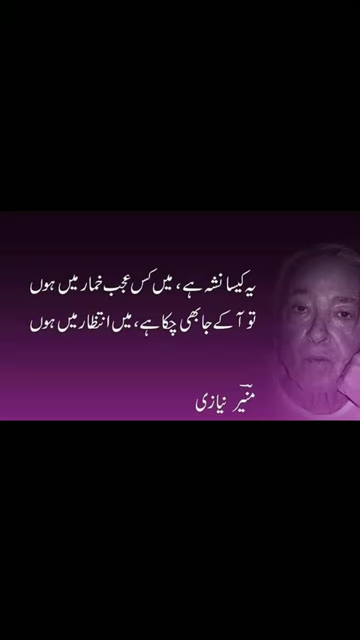 یہ کیسا نشہ ہے، میں کس عجب خمار میں ہوں
تو آ کے جا بھی چکا ہے، میں انتظار میں ہوں
منیر نیازی